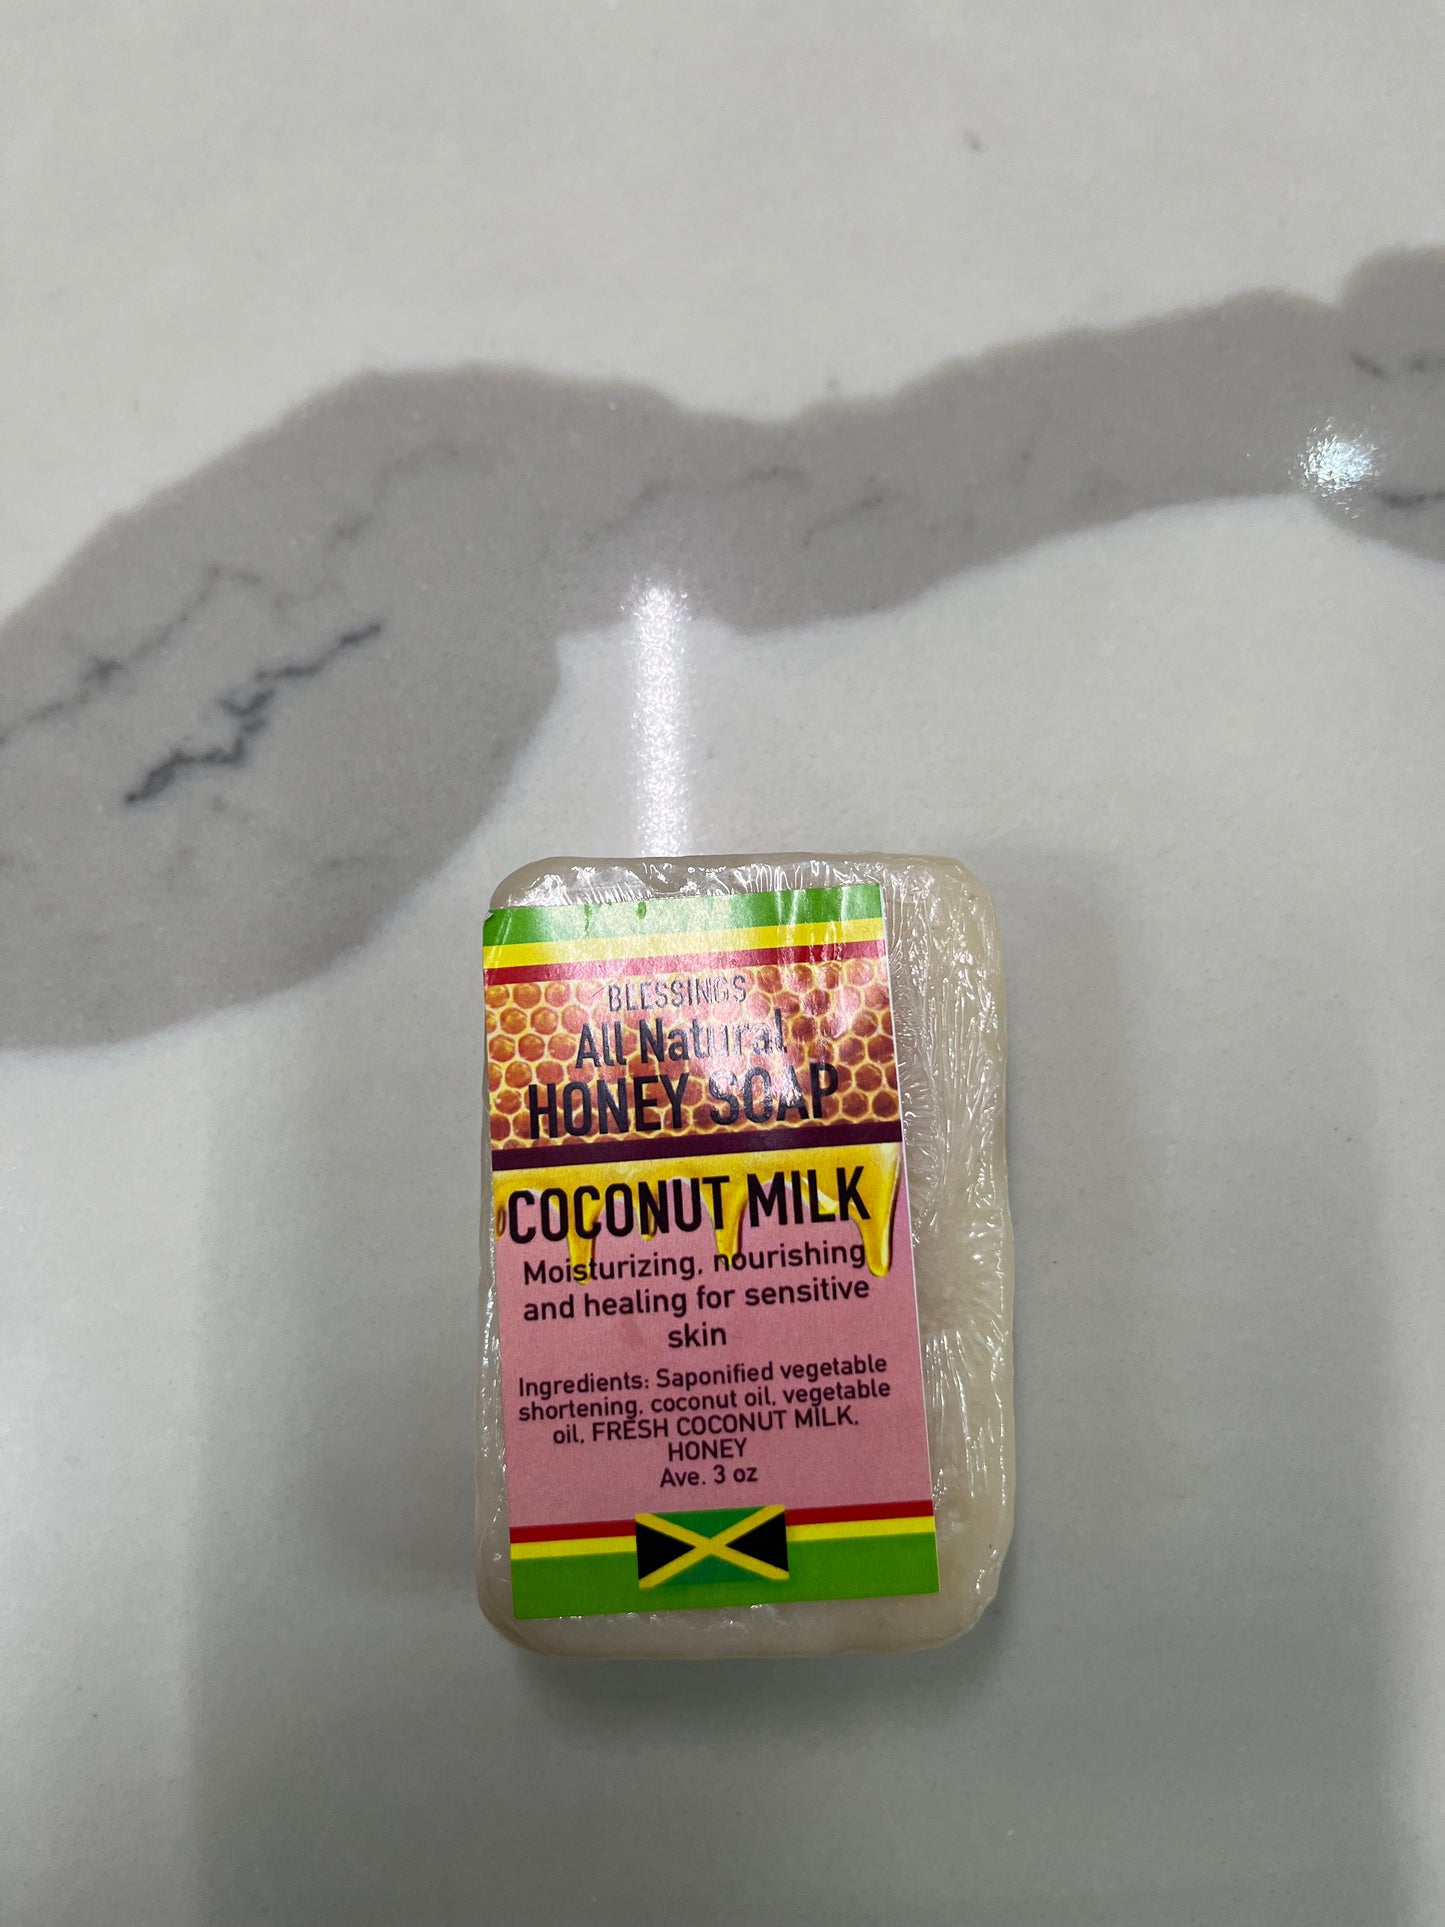 BLESSINGS
All Natural
HONEY SOAP
COCONUT MILK
Moisturizing, nourishing
and healing for sensitive
skin
Ingredients: Saponified vegetable
shortening, coconut oil, vegetable
oil, FRESH COCONUT MILK,
HONEY
Ave. 3 oz